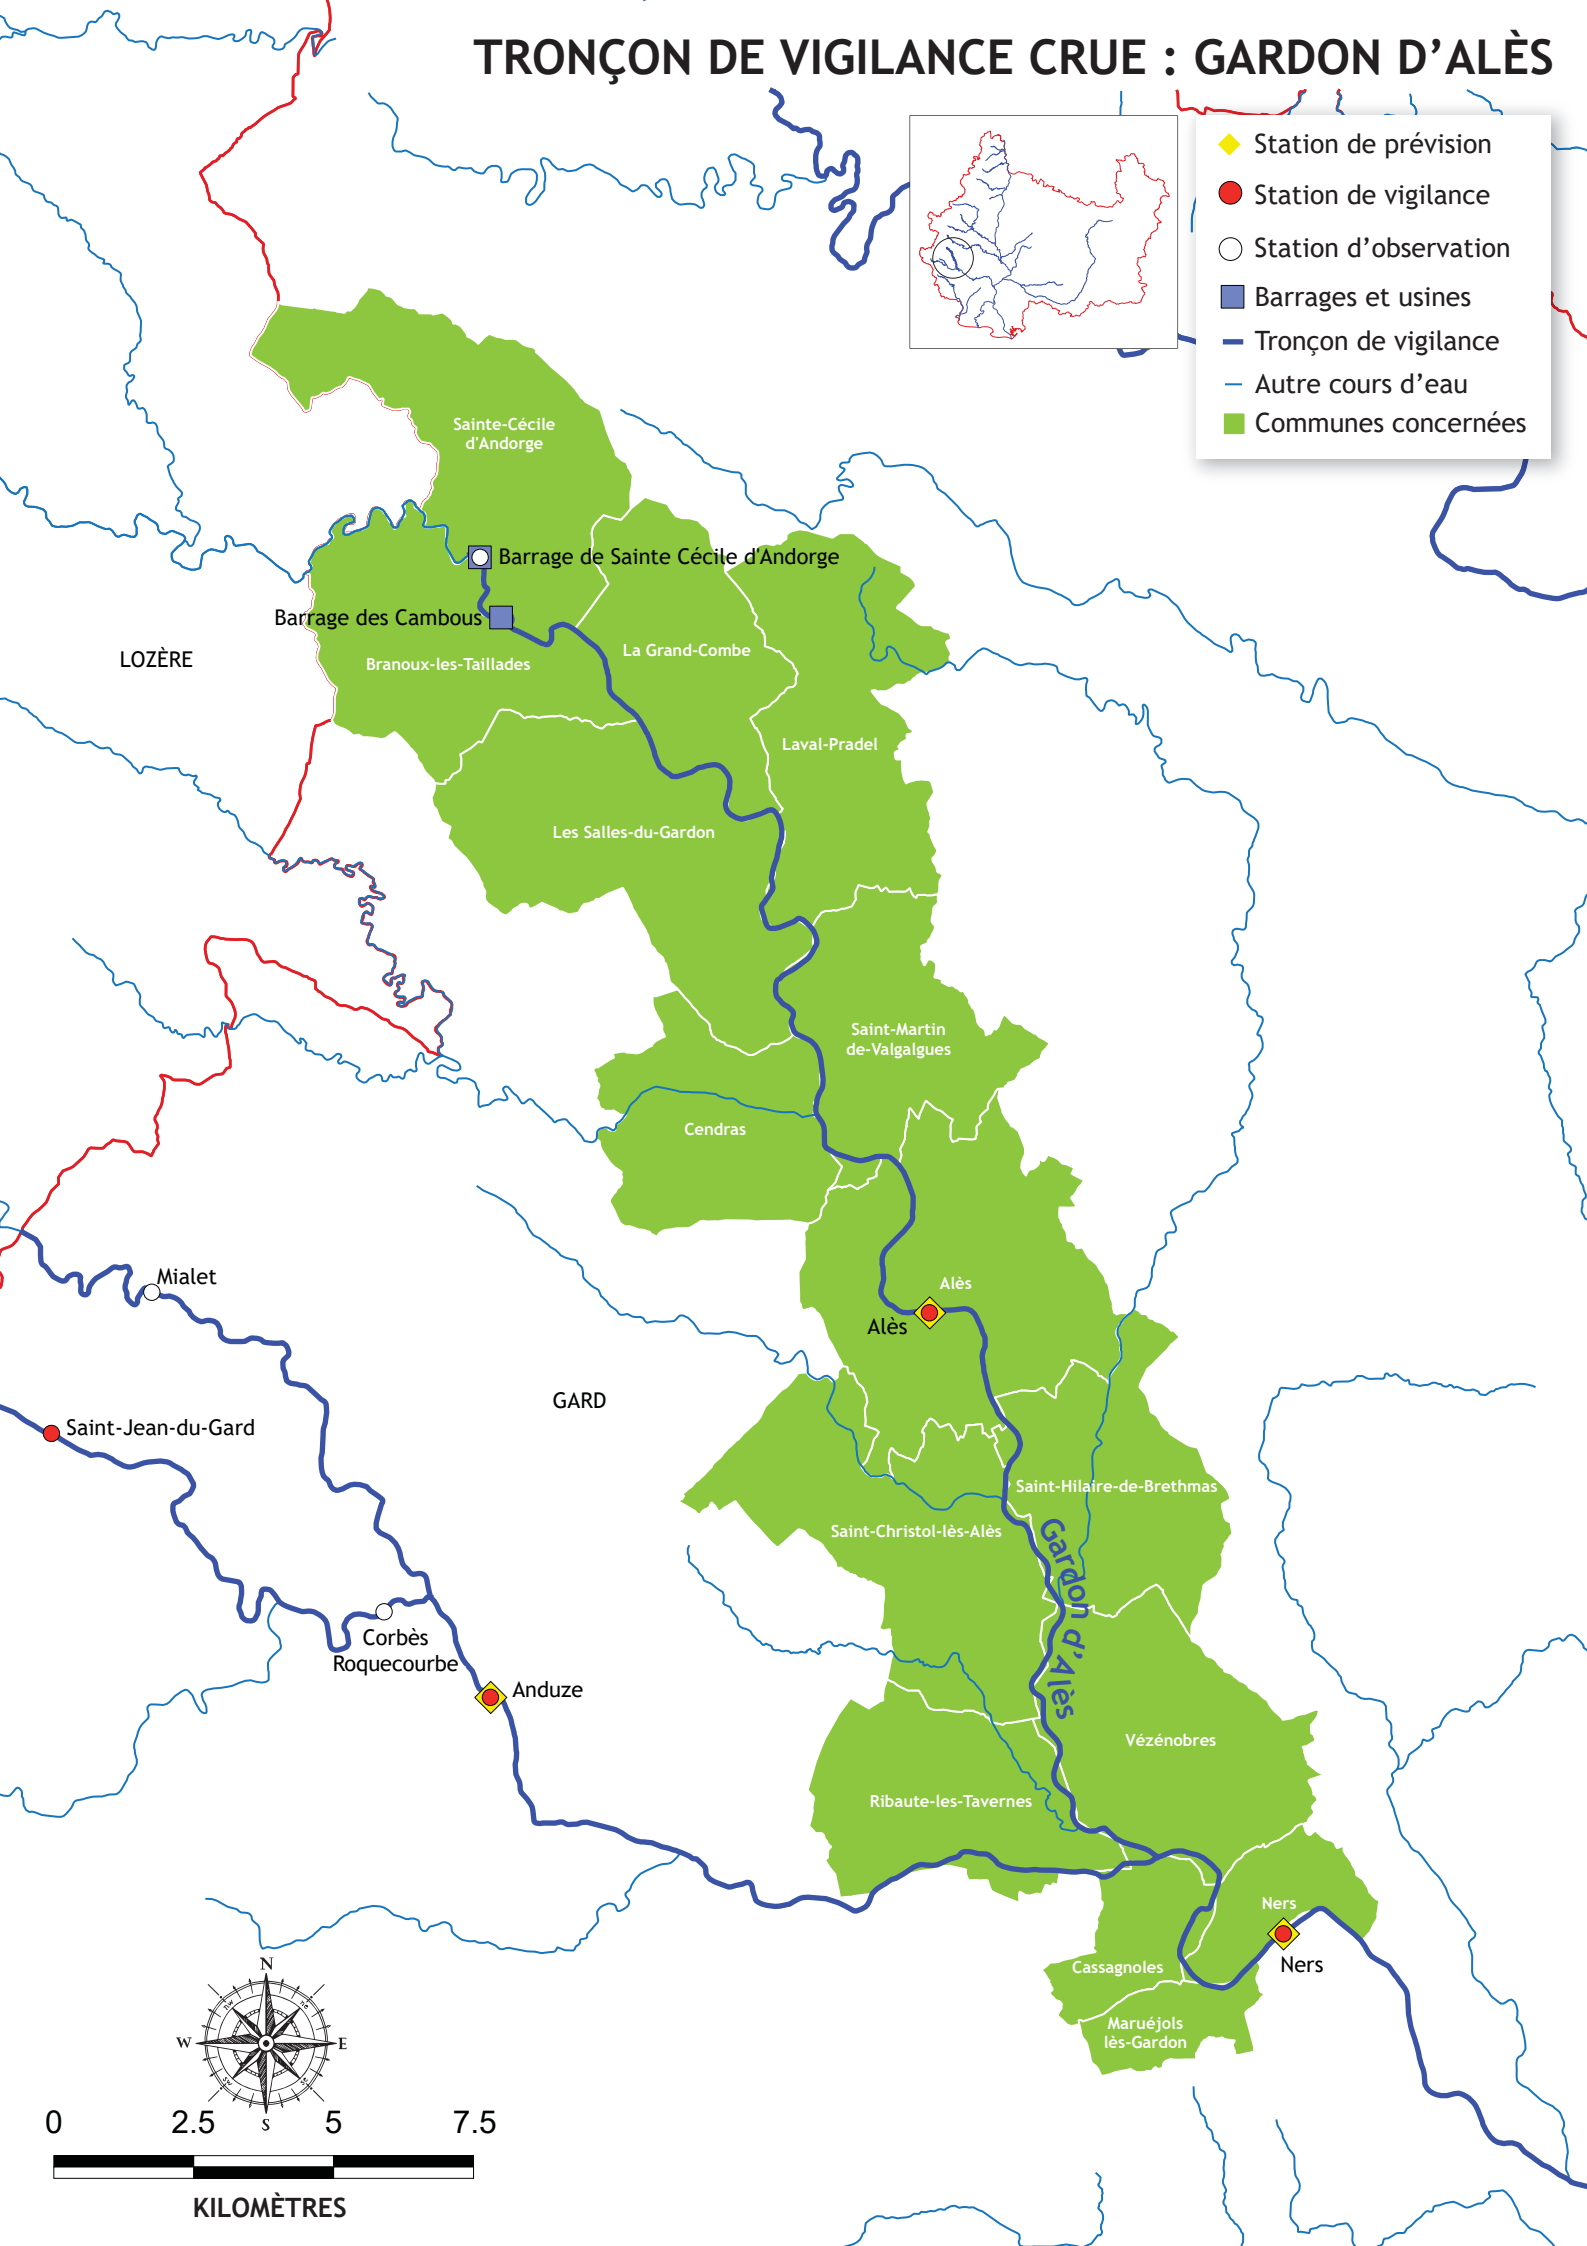 TRONÇON DE VIGILANCE CRUE : GARDON D’ALÈS
Station de prévision
Station de vigilance
Station d’observation
Barrages et usines
Tronçon de vigilance
Autre cours d’eau
Communes concernées
Sainte-Cécile
d'Andorge
Barrage de Sainte Cécile d'Andorge
Barrage des Cambous
LOZÈRE
Branoux-les-Taillades
La Grand-Combe
Laval-Pradel
Les Salles-du-Gardon
Saint-Martin
de-Valgalgues
Cendras
Mialet
Alès
Alès
GARD
Saint-Jean-du-Gard
Saint-Hilaire-de-Brethmas
Saint-Christol-lès-Alès
Gardon d'Alès
Corbès
Roquecourbe
Anduze
Vézénobres
Ribaute-les-Tavernes
Ners
Ners
Cassagnoles
Maruéjols
lès-Gardon
N
nw
ne
W
E
sw
se
S
0
2.5
5
7.5
KILOMÈTRES